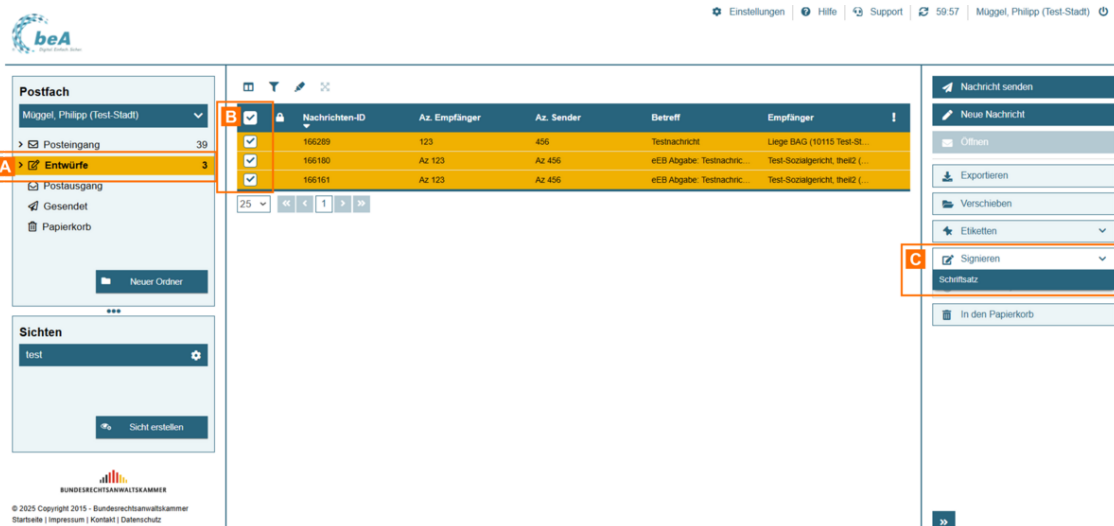 Einstellungen | Hilfe | Support | 59:57 | Müggel, Philipp (Test-Stadt)
beA
Digital. Einfach. Sicher.
Postfach
Müggel, Philipp (Test-Stadt)
Posteingang 39
A
Entwürfe 3
Postausgang
Gesendet
Papierkorb
Neuer Ordner
Sichten
test
Sicht erstellen
BUNDESRECHTSANWALTSKAMMER
© 2025 Copyright 2015 - Bundesrechtsanwaltskammer
Startseite | Impressum | Kontakt | Datenschutz
B
Nachrichten-ID Az. Empfänger Az. Sender Betreff Empfänger !
166289 123 456 Testnachricht Liege BAG (10115 Test-St...
166180 Az 123 Az 456 eEB Abgabe: Testnachric... Test-Sozialgericht, theil2 (...
166161 Az 123 Az 456 eEB Abgabe: Testnachric... Test-Sozialgericht, theil2 (...
25 « ‹ 1 › »
Nachricht senden
Neue Nachricht
Öffnen
Exportieren
Verschieben
Etiketten
C
Signieren
Schriftsatz
In den Papierkorb
»